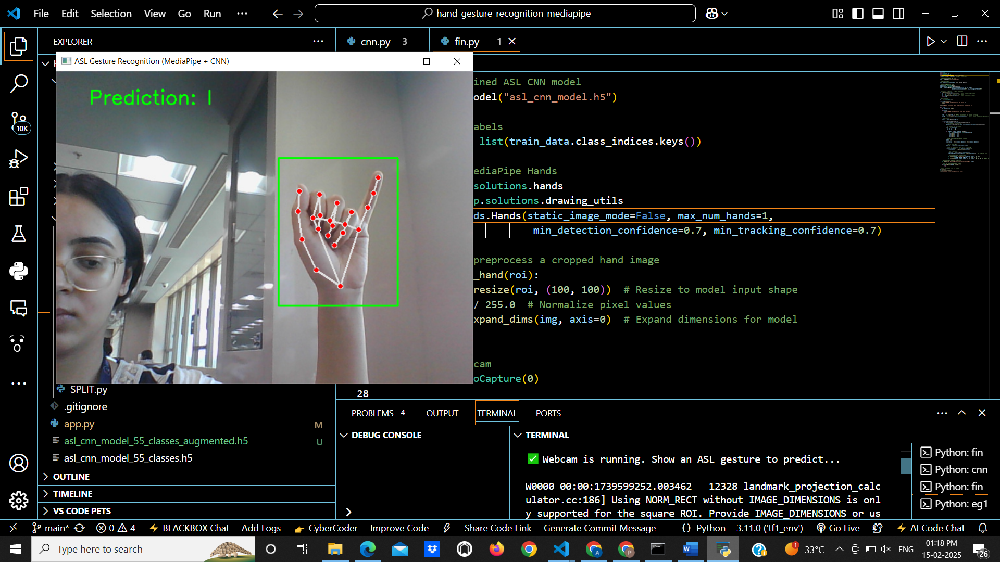 File Edit Selection View Go Run
hand-gesture-recognition-mediapipe
EXPLORER
cnn.py 3
fin.py 1
ASL Gesture Recognition (MediaPipe + CNN)
Prediction: I
ined ASL CNN model
odel("asl_cnn_model.h5")
abels
list(train_data.class_indices.keys())
ediaPipe Hands
solutions.hands
p.solutions.drawing_utils
ds.Hands(static_image_mode=False, max_num_hands=1,
min_detection_confidence=0.7, min_tracking_confidence=0.7)
preprocess a cropped hand image
_hand(roi):
resize(roi, (100, 100)) # Resize to model input shape
/ 255.0 # Normalize pixel values
xpand_dims(img, axis=0) # Expand dimensions for model
cam
oCapture(0)
28
10K
SPLIT.py
.gitignore
app.py M
asl_cnn_model_55_classes_augmented.h5 U
asl_cnn_model_55_classes.h5
OUTLINE
TIMELINE
VS CODE PETS
PROBLEMS 4 OUTPUT TERMINAL PORTS
DEBUG CONSOLE
TERMINAL
✅ Webcam is running. Show an ASL gesture to predict...
W0000 00:00:1739599252.003462 12328 landmark_projection_calc
ulator.cc:186] Using NORM_RECT without IMAGE_DIMENSIONS is onl
y supported for the square ROI. Provide IMAGE_DIMENSIONS or us
Python: fin
Python: cnn
Python: fin
Python: eg1
main* 0 4 BLACKBOX Chat Add Logs CyberCoder Improve Code Share Code Link Generate Commit Message {} Python 3.11.0 ('tf1_env') Go Live AI Code Chat
Type here to search
33°C ENG
01:18 PM
15-02-2025
26